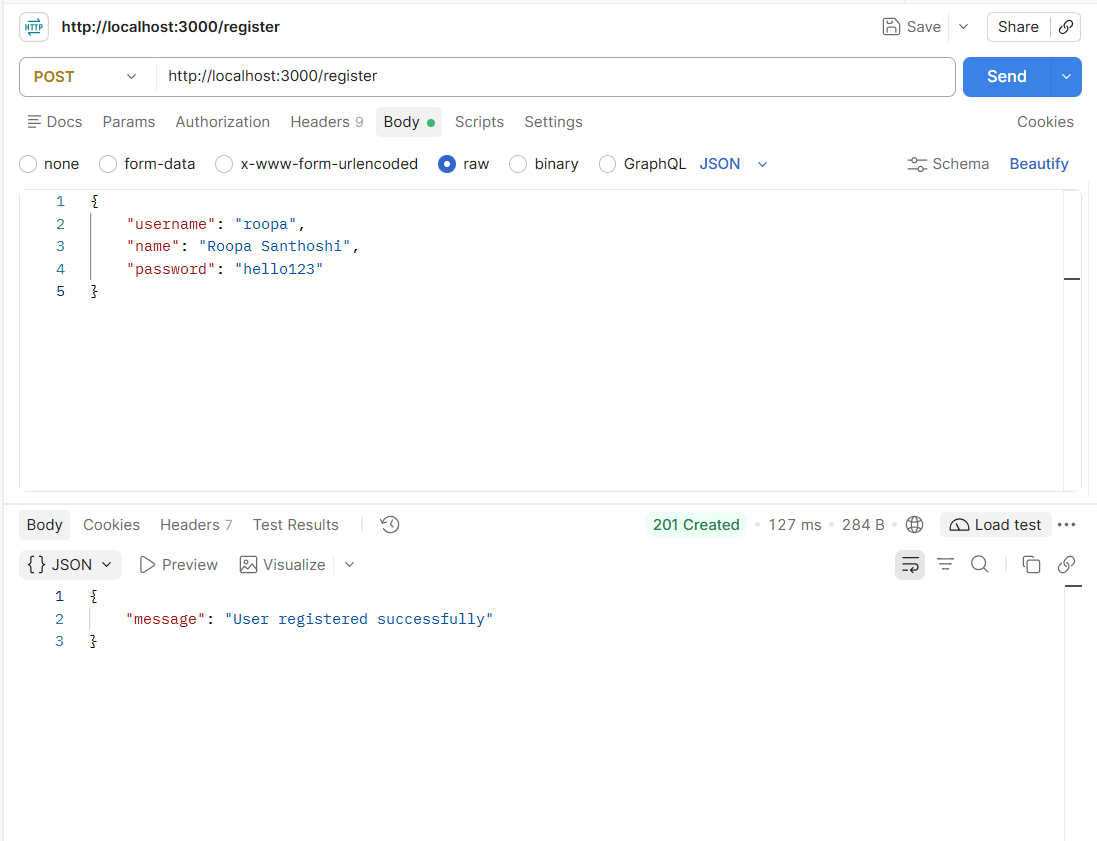 HTTP http://localhost:3000/register Save Share
POST http://localhost:3000/register Send
Docs Params Authorization Headers 9 Body Scripts Settings Cookies
none form-data x-www-form-urlencoded raw binary GraphQL JSON Schema Beautify
1 {
2 "username": "roopa",
3 "name": "Roopa Santhoshi",
4 "password": "hello123"
5 }
Body Cookies Headers 7 Test Results 201 Created • 127 ms • 284 B • Load test
{} JSON Preview Visualize
1 {
2 "message": "User registered successfully"
3 }